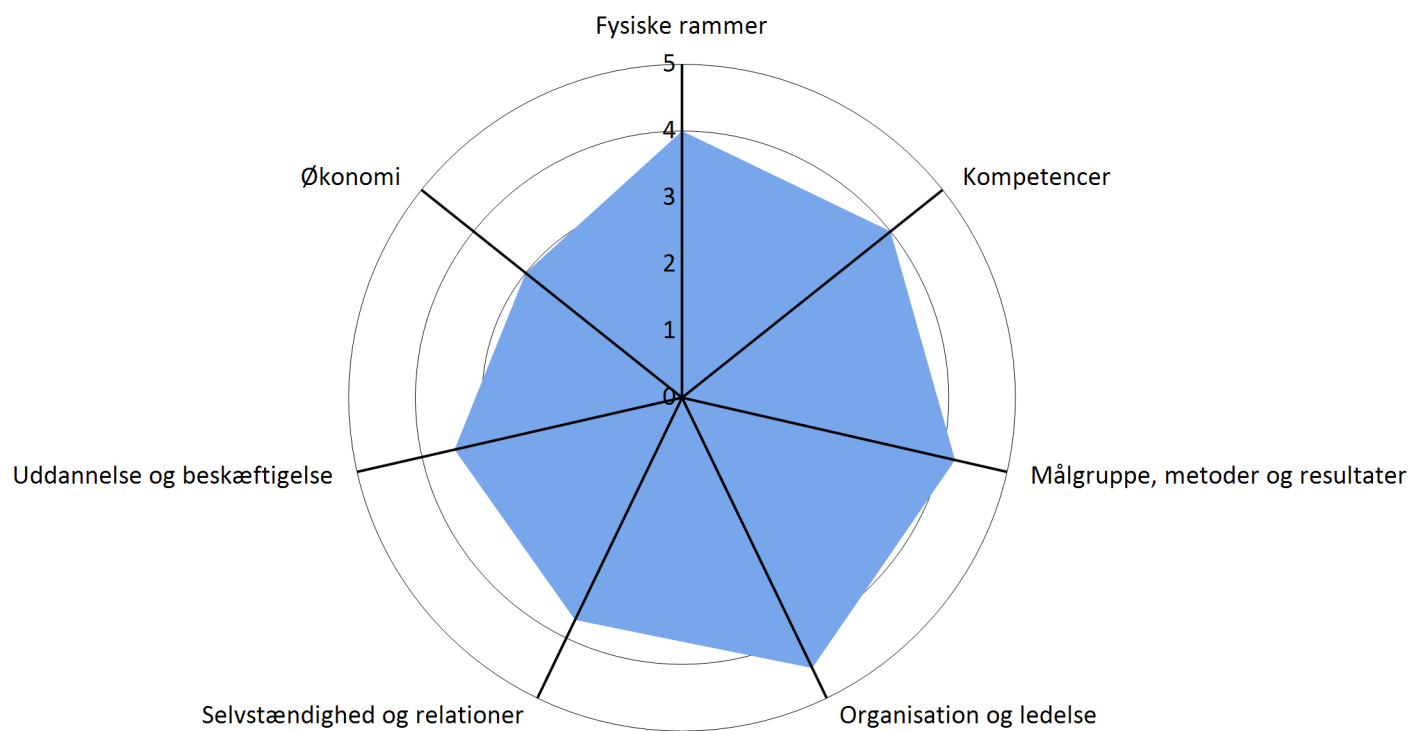 Fysiske rammer
5
4
Økonomi
Kompetencer
3
2
1
0
Uddannelse og beskæftigelse
Målgruppe, metoder og resultater
Selvstændighed og relationer
Organisation og ledelse